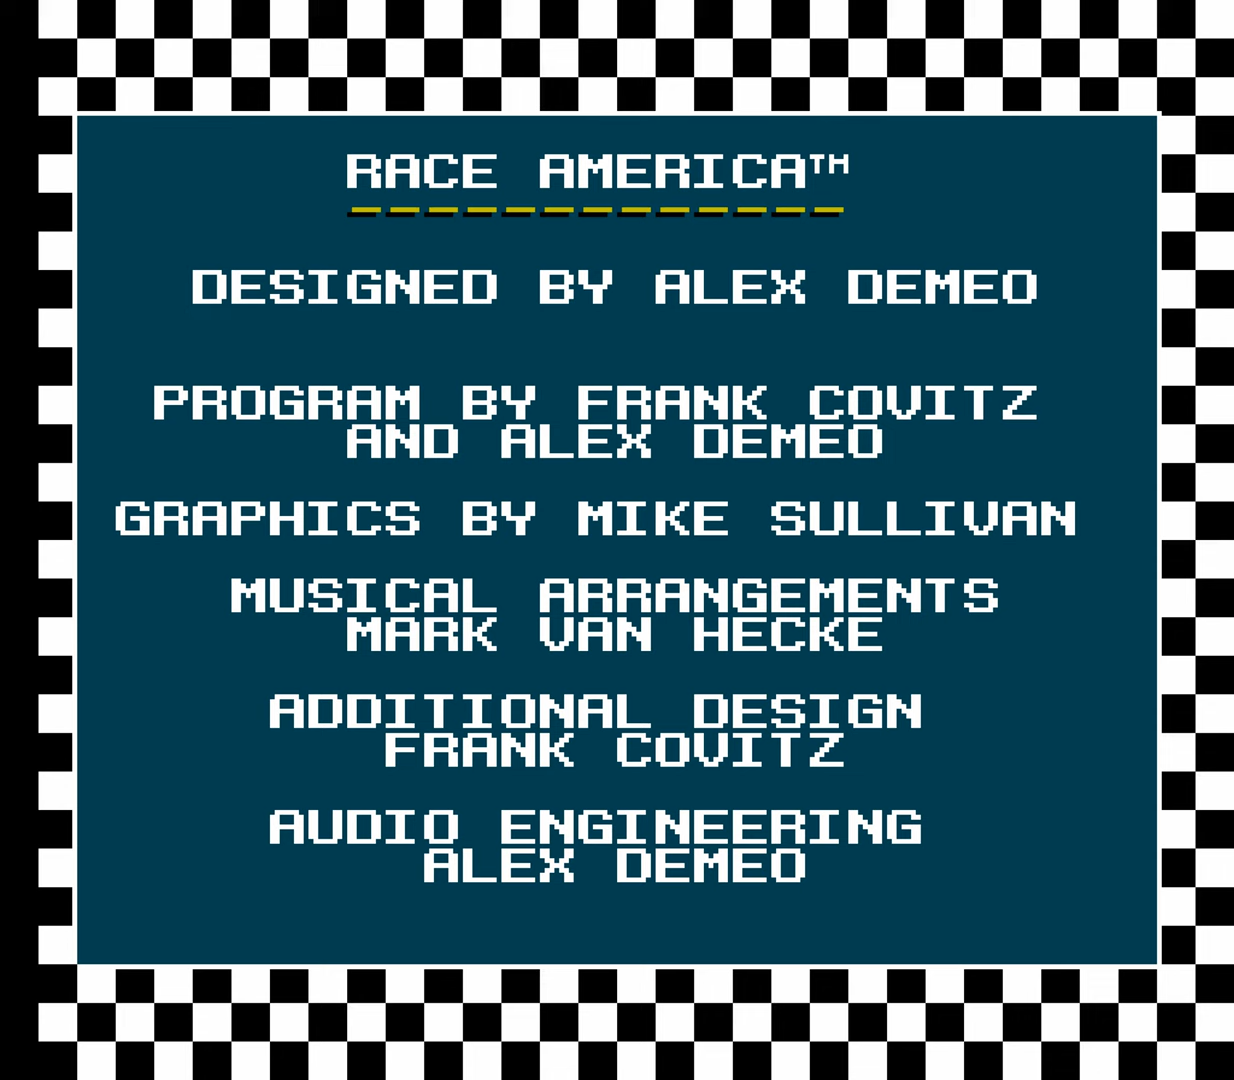 RACE AMERICA™
DESIGNED BY ALEX DEMEO
PROGRAM BY FRANK COVITZ
AND ALEX DEMEO
GRAPHICS BY MIKE SULLIVAN
MUSICAL ARRANGEMENTS
MARK VAN HECKE
ADDITIONAL DESIGN
FRANK COVITZ
AUDIO ENGINEERING
ALEX DEMEO